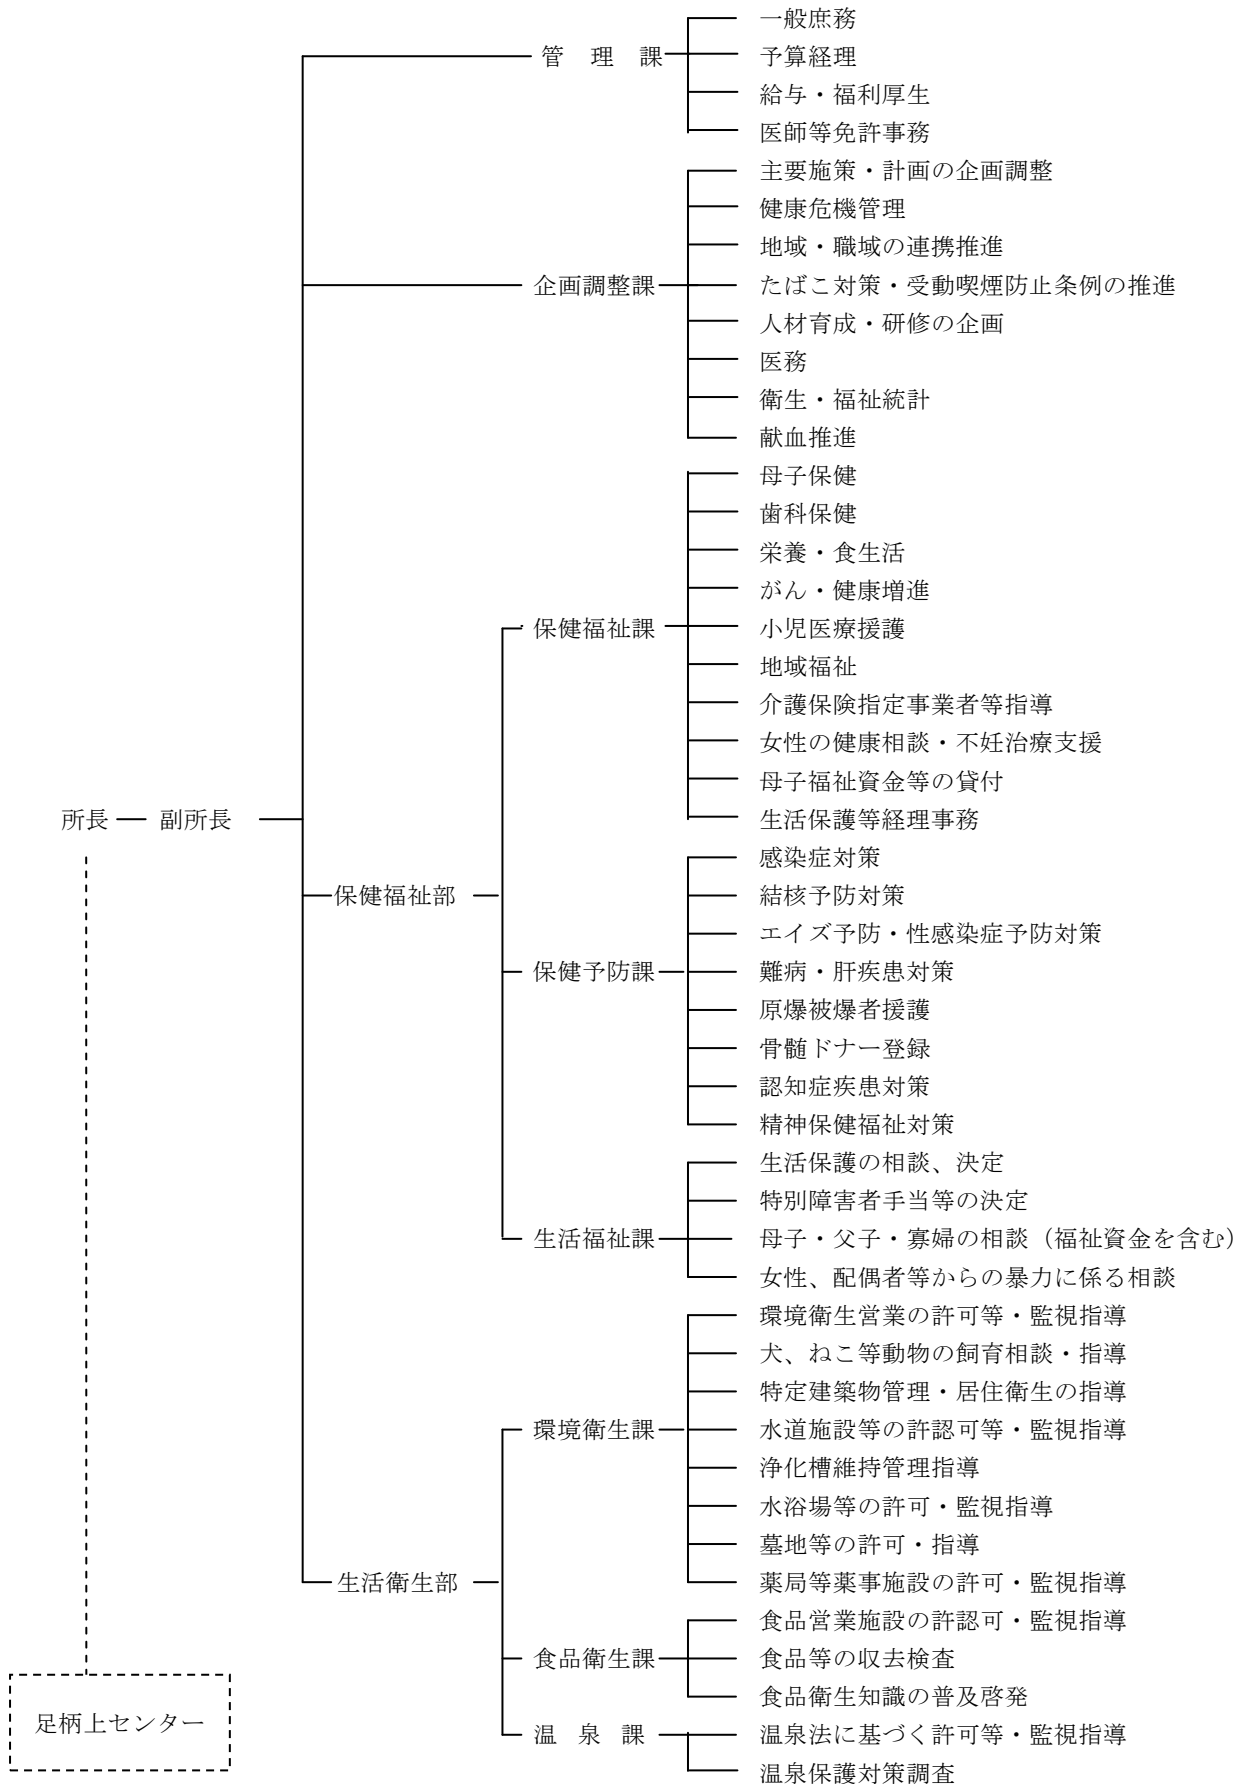 一般庶務
管　理　課
予算経理
給与・福利厚生
医師等免許事務
主要施策・計画の企画調整
健康危機管理
地域・職域の連携推進
企画調整課
たばこ対策・受動喫煙防止条例の推進
人材育成・研修の企画
医務
衛生・福祉統計
献血推進
母子保健
歯科保健
栄養・食生活
がん・健康増進
保健福祉課
小児医療援護
地域福祉
介護保険指定事業者等指導
女性の健康相談・不妊治療支援
母子福祉資金等の貸付
所長
副所長
生活保護等経理事務
感染症対策
保健福祉部
結核予防対策
エイズ予防・性感染症予防対策
保健予防課
難病・肝疾患対策
原爆被爆者援護
骨髄ドナー登録
認知症疾患対策
精神保健福祉対策
生活保護の相談、決定
特別障害者手当等の決定
生活福祉課
母子・父子・寡婦の相談（福祉資金を含む）
女性、配偶者等からの暴力に係る相談
環境衛生営業の許可等・監視指導
犬、ねこ等動物の飼育相談・指導
特定建築物管理・居住衛生の指導
環境衛生課
水道施設等の許認可等・監視指導
浄化槽維持管理指導
水浴場等の許可・監視指導
墓地等の許可・指導
生活衛生部
薬局等薬事施設の許可・監視指導
食品営業施設の許認可・監視指導
食品衛生課
食品等の収去検査
食品衛生知識の普及啓発
足柄上センター
温　泉　課
温泉法に基づく許可等・監視指導
温泉保護対策調査